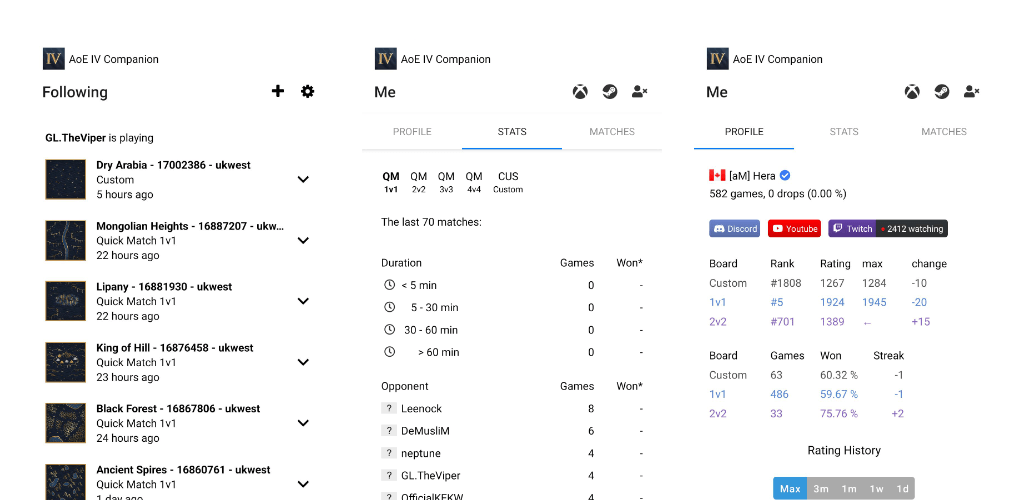 IV AoE IV Companion
Following
GL.TheViper is playing
Dry Arabia - 17002386 - ukwest
Custom
5 hours ago
Mongolian Heights - 16887207 - ukw...
Quick Match 1v1
22 hours ago
Lipany - 16881930 - ukwest
Quick Match 1v1
22 hours ago
King of Hill - 16876458 - ukwest
Quick Match 1v1
23 hours ago
Black Forest - 16867806 - ukwest
Quick Match 1v1
24 hours ago
Ancient Spires - 16860761 - ukwest
Quick Match 1v1
1 day ago
IV AoE IV Companion
Me
PROFILE STATS MATCHES
QM QM QM QM CUS
1v1 2v2 3v3 4v4 Custom
The last 70 matches:
Duration Games Won*
< 5 min 0 -
5 - 30 min 0 -
30 - 60 min 0 -
> 60 min 0 -
Opponent Games Won*
? Leenock 8 -
? DeMusliM 6 -
? neptune 4 -
? GL.TheViper 4 -
? OfficialKFKW 4 -
IV AoE IV Companion
Me
PROFILE STATS MATCHES
[aM] Hera
582 games, 0 drops (0.00 %)
Discord Youtube Twitch 2412 watching
Board Rank Rating max change
Custom #1808 1267 1284 -10
1v1 #5 1924 1945 -20
2v2 #701 1389 ← +15
Board Games Won Streak
Custom 63 60.32 % -1
1v1 486 59.67 % -1
2v2 33 75.76 % +2
Rating History
Max 3m 1m 1w 1d